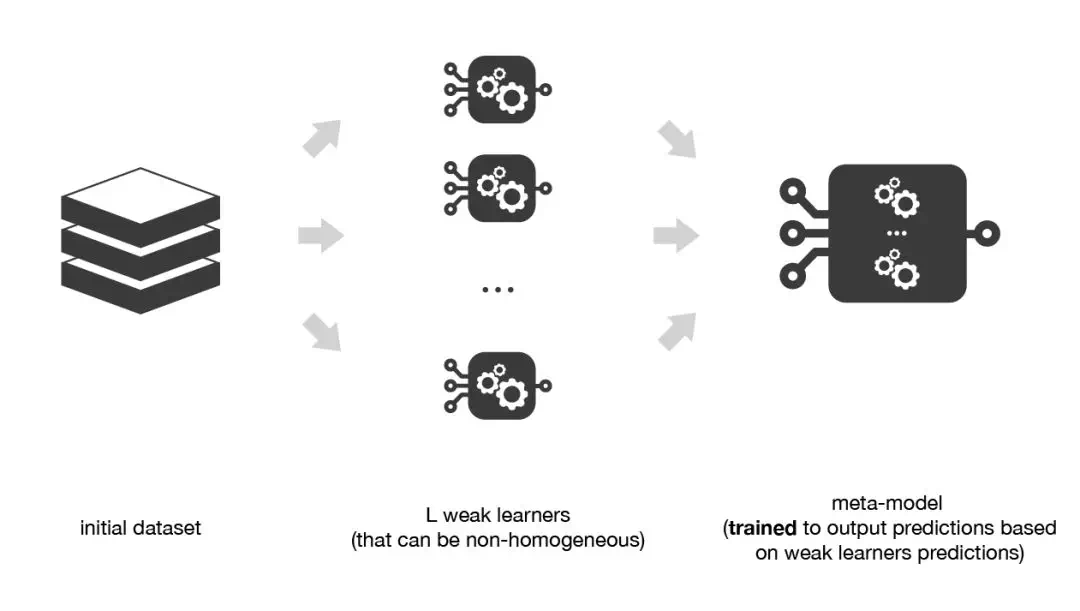 initial dataset
L weak learners
(that can be non-homogeneous)
meta-model
(trained to output predictions based
on weak learners predictions)